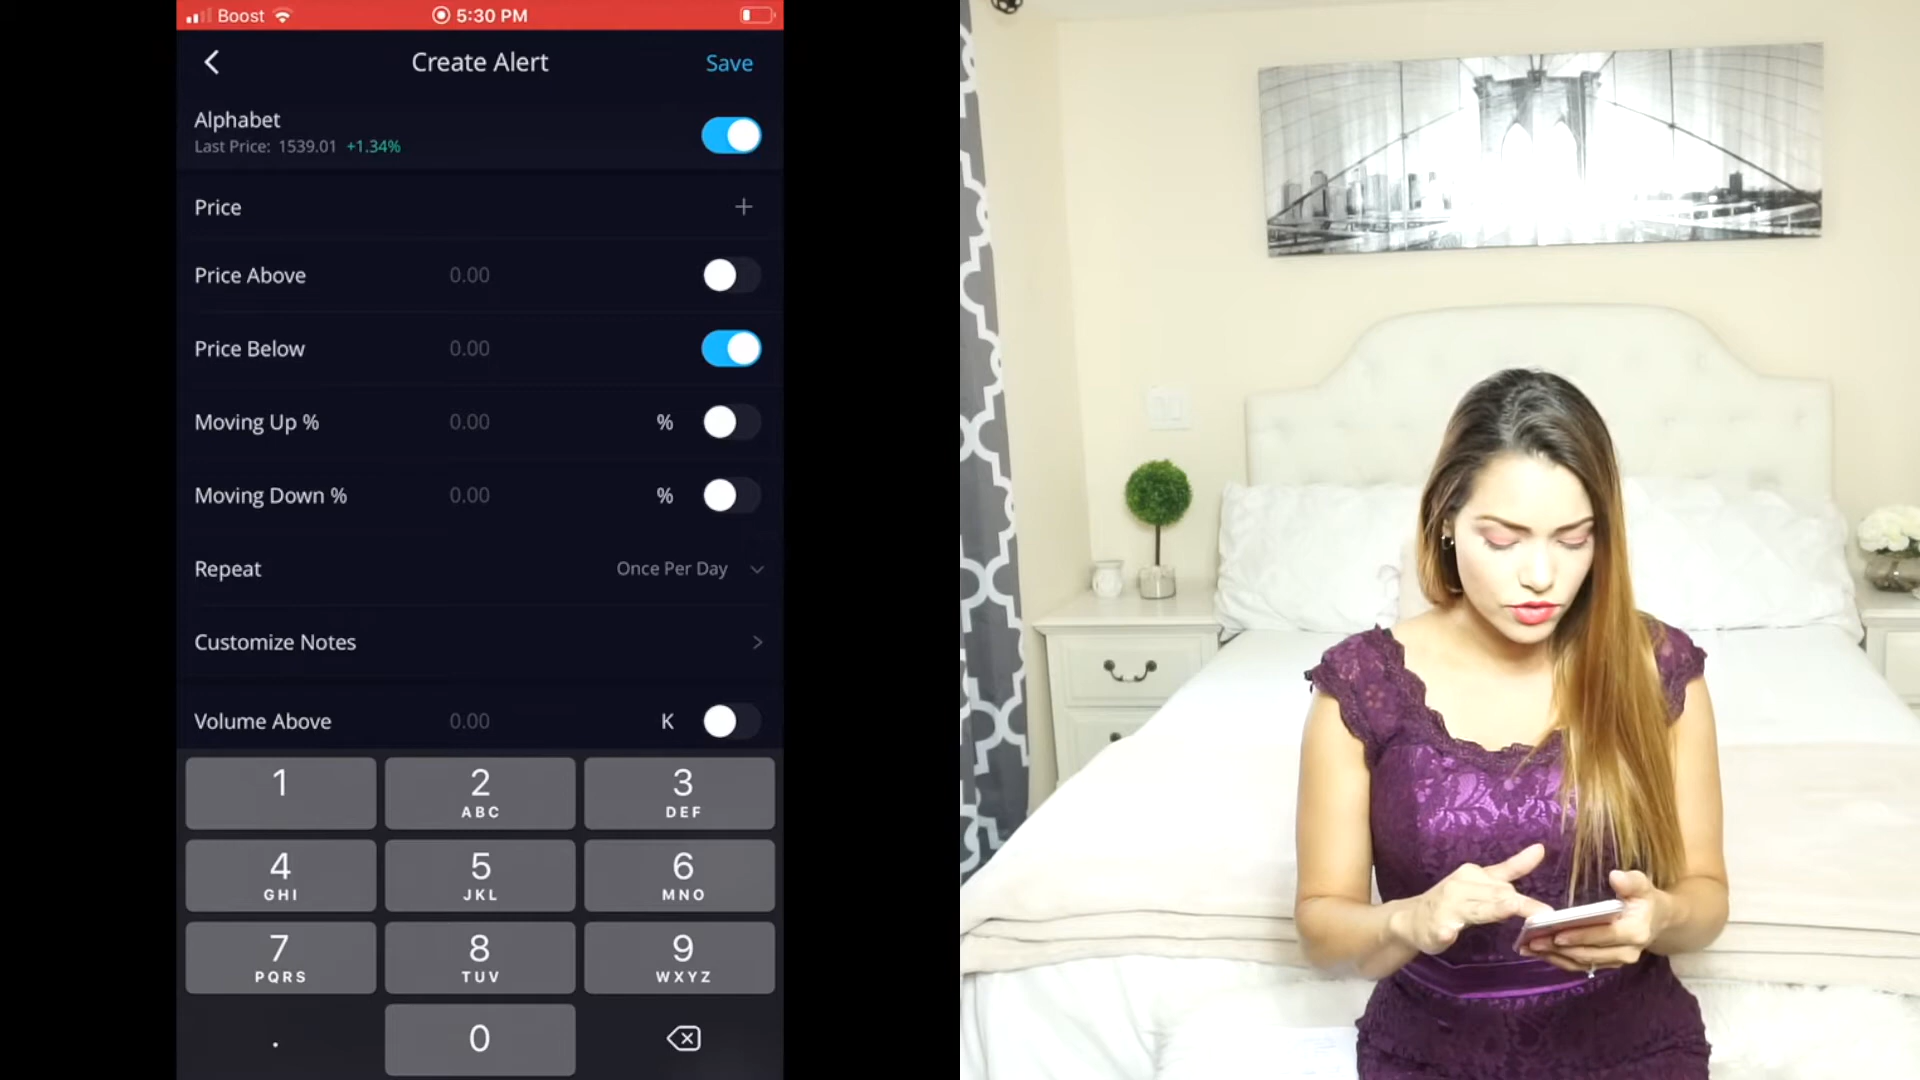 Boost 5:30 PM
Create Alert Save
Alphabet
Last Price: 1539.01 +1.34%
Price +
Price Above 0.00
Price Below 0.00
Moving Up % 0.00 %
Moving Down % 0.00 %
Repeat Once Per Day
Customize Notes >
Volume Above 0.00 K
1 2 3
ABC DEF
4 5 6
GHI JKL MNO
7 8 9
PQRS TUV WXYZ
. 0